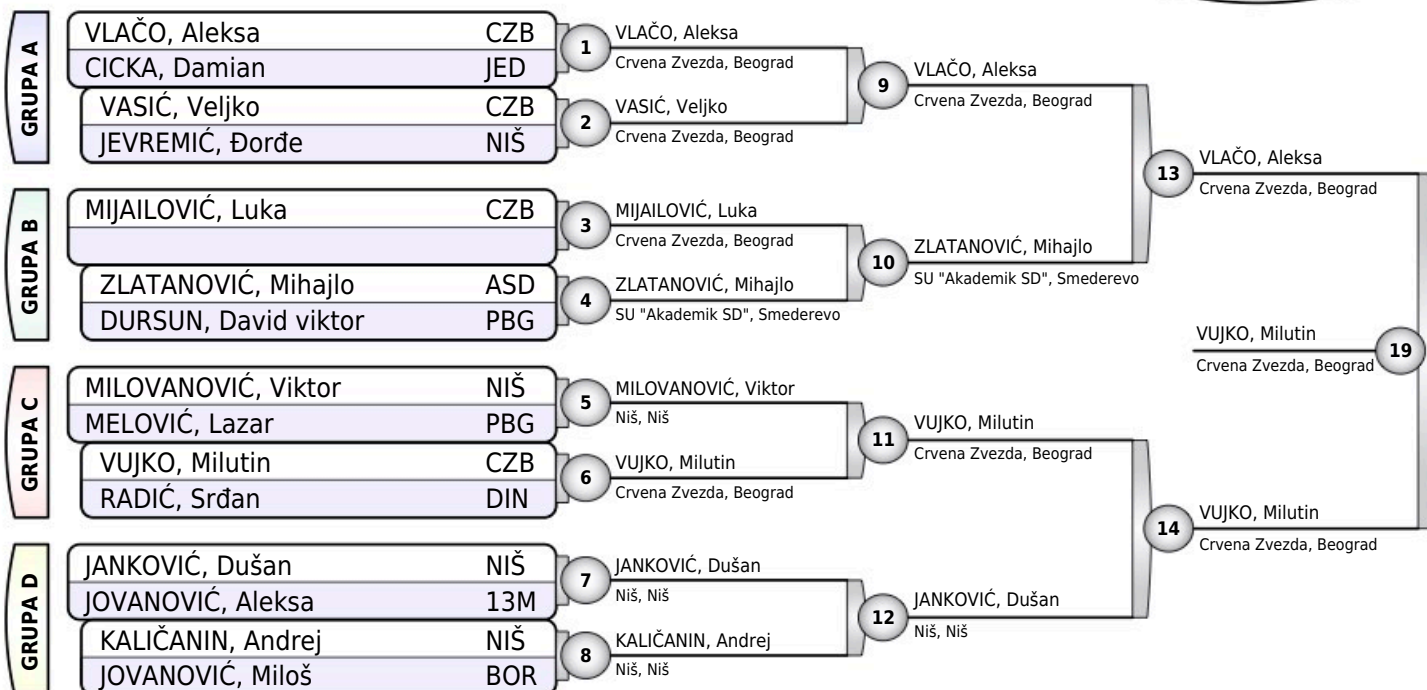 GRUPA A
VLAČO, Aleksa CZB
CICKA, Damian JED
VASIĆ, Veljko CZB
JEVREMIĆ, Đorđe NIŠ
GRUPA B
MIJAILOVIĆ, Luka CZB
ZLATANOVIĆ, Mihajlo ASD
DURSUN, David viktor PBG
GRUPA C
MILOVANOVIĆ, Viktor NIŠ
MELOVIĆ, Lazar PBG
VUJKO, Milutin CZB
RADIĆ, Srđan DIN
GRUPA D
JANKOVIĆ, Dušan NIŠ
JOVANOVIĆ, Aleksa 13M
KALIČANIN, Andrej NIŠ
JOVANOVIĆ, Miloš BOR
1
VLAČO, Aleksa
Crvena Zvezda, Beograd
2
VASIĆ, Veljko
Crvena Zvezda, Beograd
3
MIJAILOVIĆ, Luka
Crvena Zvezda, Beograd
4
ZLATANOVIĆ, Mihajlo
SU "Akademik SD", Smederevo
5
MILOVANOVIĆ, Viktor
Niš, Niš
6
VUJKO, Milutin
Crvena Zvezda, Beograd
7
JANKOVIĆ, Dušan
Niš, Niš
8
KALIČANIN, Andrej
Niš, Niš
9
VLAČO, Aleksa
Crvena Zvezda, Beograd
10
ZLATANOVIĆ, Mihajlo
SU "Akademik SD", Smederevo
11
VUJKO, Milutin
Crvena Zvezda, Beograd
12
JANKOVIĆ, Dušan
Niš, Niš
13
VLAČO, Aleksa
Crvena Zvezda, Beograd
14
VUJKO, Milutin
Crvena Zvezda, Beograd
VUJKO, Milutin
Crvena Zvezda, Beograd
19